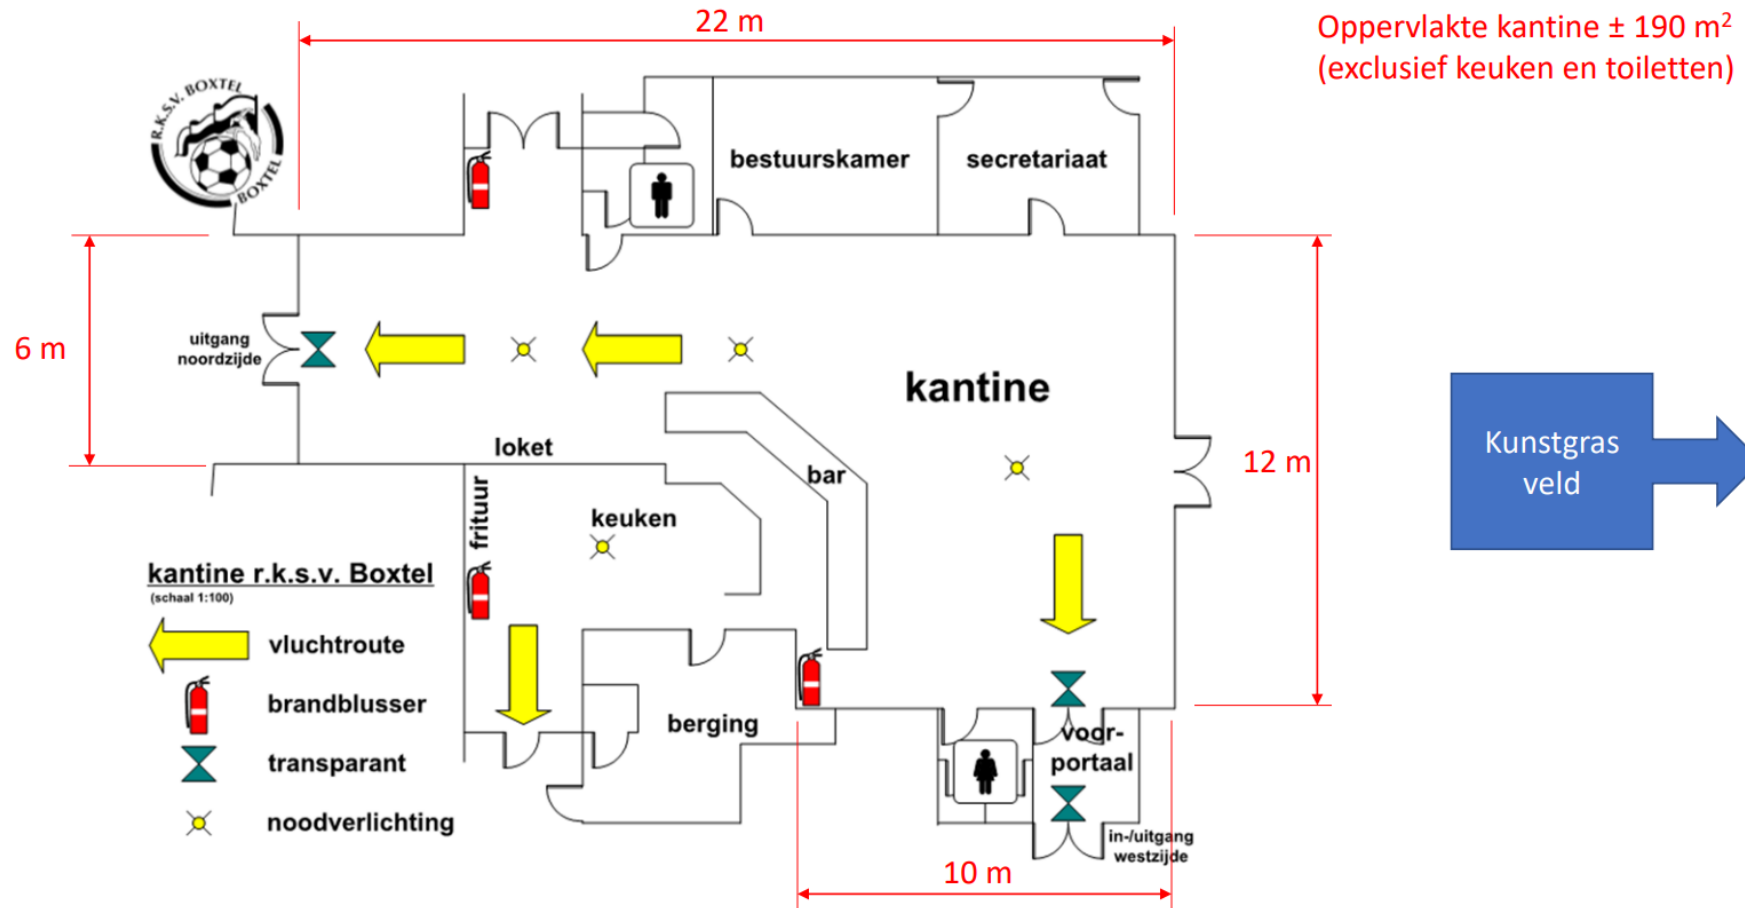 22 m
Oppervlakte kantine ± 190 m²
(exclusief keuken en toiletten)
R.K.S.V. BOXTEL
BOXTEL
bestuurskamer
secretariaat
6 m
uitgang
noordzijde
kantine
loket
bar
12 m
Kunstgras
veld
frituur
keuken
kantine r.k.s.v. Boxtel
(schaal 1:100)
vluchtroute
brandblusser
berging
voor-
portaal
transparant
noodverlichting
in-/uitgang
westzijde
10 m